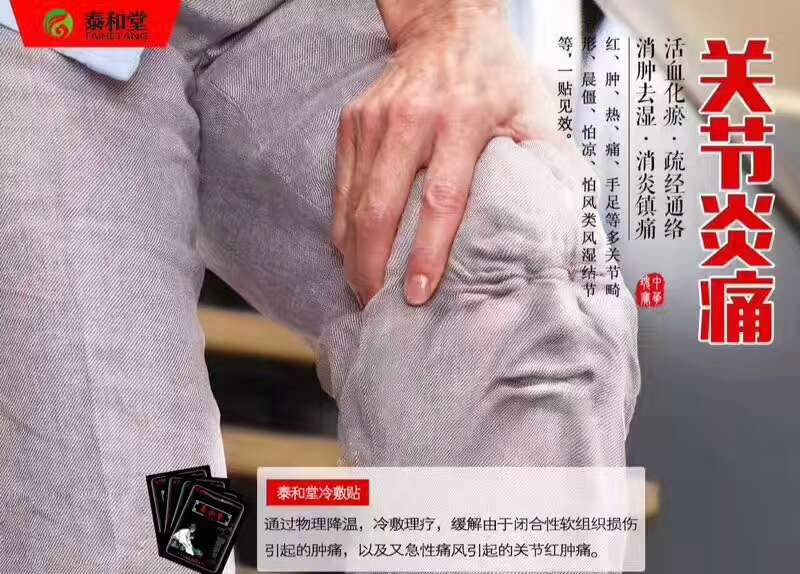 泰和堂
TAIHETANG
关节炎痛
活血化瘀·疏经通络
消肿去湿·消炎镇痛
红、肿、热、痛、手足等多关节畸
形、晨僵、怕凉、怕风类风湿结节
等，一贴见效。
中华
泰和堂冷敷贴
通过物理降温，冷敷理疗，缓解由于闭合性软组织损伤
引起的肿痛，以及又急性痛风引起的关节红肿痛。